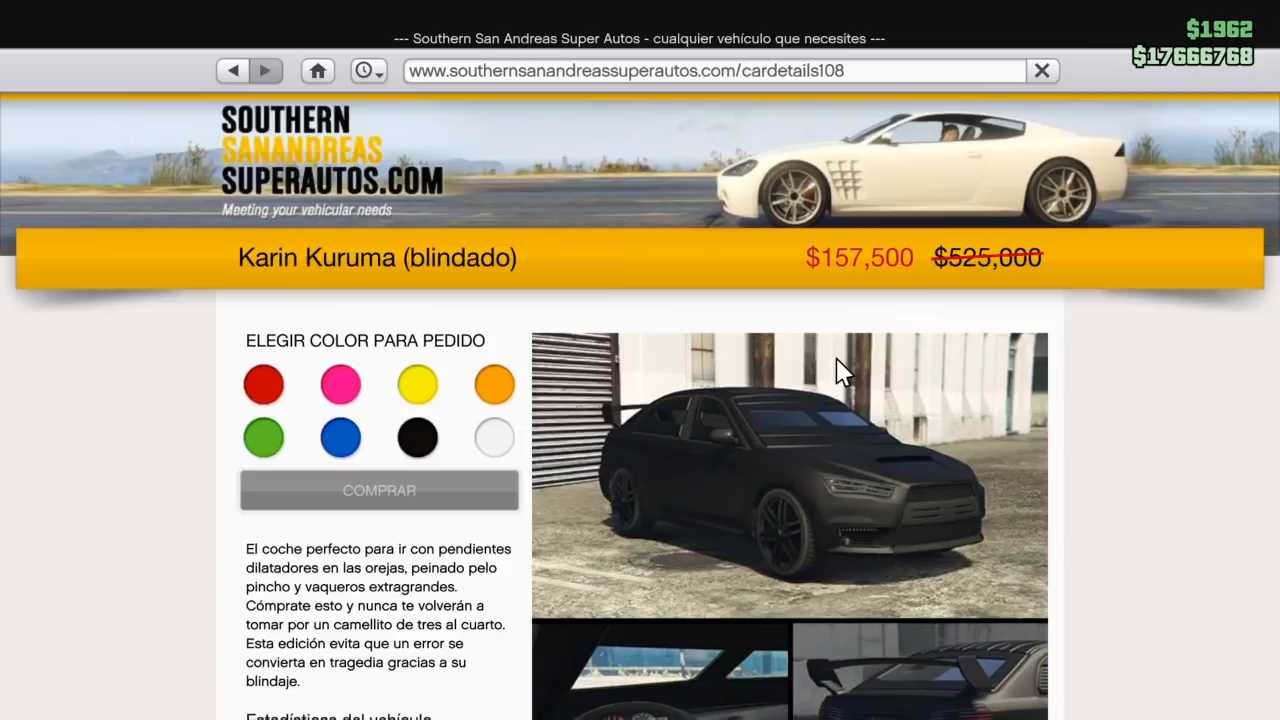 --- Southern San Andreas Super Autos - cualquier vehículo que necesites ---
$1962
$17666768
www.southernsanandreassuperautos.com/cardetails108
SOUTHERN
SANANDREAS
SUPERAUTOS.COM
Meeting your vehicular needs
Karin Kuruma (blindado) $157,500 $525,000
ELEGIR COLOR PARA PEDIDO
COMPRAR
El coche perfecto para ir con pendientes
dilatadores en las orejas, peinado pelo
pincho y vaqueros extragrandes.
Cómprate esto y nunca te volverán a
tomar por un camellito de tres al cuarto.
Esta edición evita que un error se
convierta en tragedia gracias a su
blindaje.
Estadísticas del vehículo